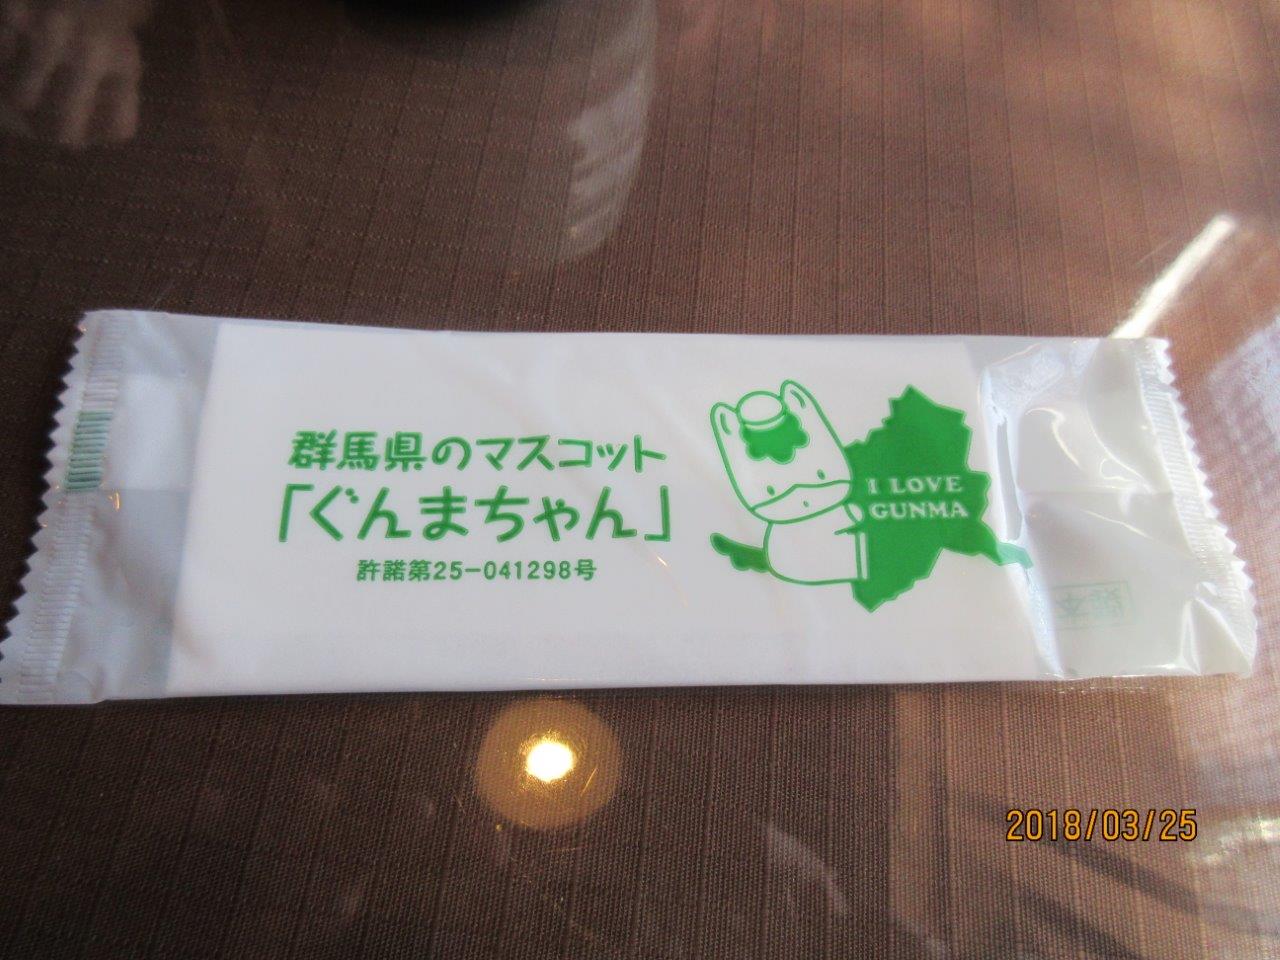 群馬県のマスコット
「ぐんまちゃん」
許諾第25-041298号
I LOVE
GUNMA
2018/03/25